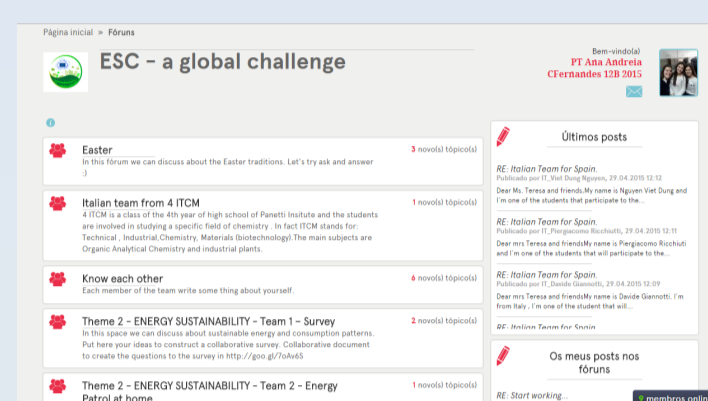 Página inicial » Fóruns
ESC - a global challenge
Bem-vindo(a)
PT Ana Andreia
CFernandes 12B 2015
Easter
3 novo(s) tópico(s)
In this fórum we can discuss about the Easter traditions. Let's try ask and answer
:)
Italian team from 4 ITCM
1 novo(s) tópico(s)
4 ITCM is a class of the 4th year of high school of Panetti Insitute and the students
are involved in studying a specific field of chemistry . In fact ITCM stands for:
Technical , Industrial,Chemistry, Materials (biotechnology).The main subjects are
Organic Analytical Chemistry and industrial plants.
Know each other
6 novo(s) tópico(s)
Each member of the team write some thing about yourself.
Theme 2 - ENERGY SUSTAINABILITY - Team 1 – Survey
2 novo(s) tópico(s)
In this space we can discuss about sustainable energy and consumption patterns.
Put here your ideas to construct a collaborative survey. Collaborative document
to create the questions to the survey in http://goo.gl/7oAv6S
Theme 2 - ENERGY SUSTAINABILITY - Team 2 - Energy
Patrol at home
1 novo(s) tópico(s)
Últimos posts
RE: Italian Team for Spain.
Publicado por IT_Viet Dung Nguyen, 29.04.2015 12:12
Dear Ms. Teresa and friends,My name is Nguyen Viet Dung and
I'm one of the students that participate to the...
RE: Italian Team for Spain.
Publicado por IT_Piergiacomo Ricchiutti, 29.04.2015 12:11
Dear mrs Teresa and friendsMy name is Piergiacomo Ricchiuti
and I'm one of the students that will participate to the...
RE: Italian Team for Spain.
Publicado por IT_Davide Giannotti, 29.04.2015 12:09
Dear mrs Teresa and friendsMy name is Davide Giannotti. I'm
from Italy , I'm one of the student that will...
RE: Italian Team for Spain.
Os meus posts nos
fóruns
RE: Start working...
membros onlin